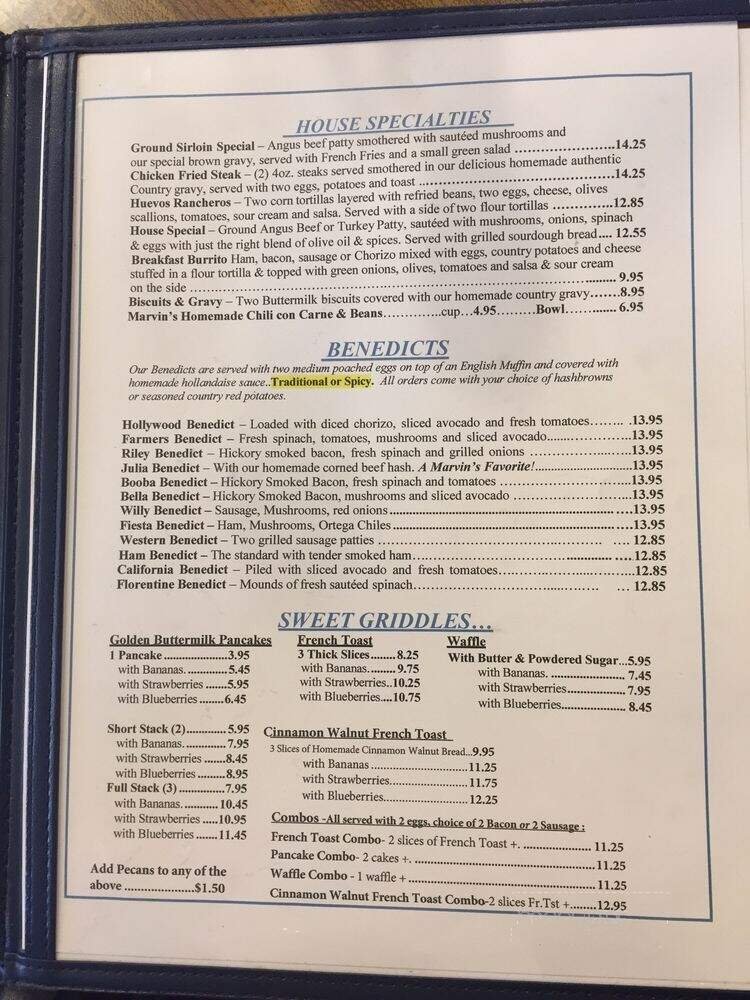 HOUSE SPECIALTIES
Ground Sirloin Special – Angus beef patty smothered with sautéed mushrooms and
our special brown gravy, served with French Fries and a small green salad ........................14.25
Chicken Fried Steak – (2) 4oz. steaks served smothered in our delicious homemade authentic
Country gravy, served with two eggs, potatoes and toast ................................................14.25
Huevos Rancheros – Two corn tortillas layered with refried beans, two eggs, cheese, olives
scallions, tomatoes, sour cream and salsa. Served with a side of two flour tortillas ..............12.85
House Special – Ground Angus Beef or Turkey Patty, sautéed with mushrooms, onions, spinach
& eggs with just the right blend of olive oil & spices. Served with grilled sourdough bread.... 12.55
Breakfast Burrito Ham, bacon, sausage or Chorizo mixed with eggs, country potatoes and cheese
stuffed in a flour tortilla & topped with green onions, olives, tomatoes and salsa & sour cream
on the side ........................................................................ 9.95
Biscuits & Gravy – Two Buttermilk biscuits covered with our homemade country gravy.......8.95
Marvin's Homemade Chili con Carne & Beans..............cup...4.95.........Bowl............. 6.95
BENEDICTS
Our Benedicts are served with two medium poached eggs on top of an English Muffin and covered with
homemade hollandaise sauce..Traditional or Spicy. All orders come with your choice of hashbrowns
or seasoned country red potatoes.
Hollywood Benedict – Loaded with diced chorizo, sliced avocado and fresh tomatoes........ .13.95
Farmers Benedict – Fresh spinach, tomatoes, mushrooms and sliced avocado....................13.95
Riley Benedict – Hickory smoked bacon, fresh spinach and grilled onions ........................13.95
Julia Benedict – With our homemade corned beef hash. A Marvin's Favorite!........................13.95
Booba Benedict – Hickory Smoked Bacon, fresh spinach and tomatoes ..............................13.95
Bella Benedict – Hickory Smoked Bacon, mushrooms and sliced avocado ..........................13.95
Willy Benedict – Sausage, Mushrooms, red onions..................................................13.95
Fiesta Benedict – Ham, Mushrooms, Ortega Chiles..................................................13.95
Western Benedict – Two grilled sausage patties .......................................... .... 12.85
Ham Benedict – The standard with tender smoked ham.................................... .... 12.85
California Benedict – Piled with sliced avocado and fresh tomatoes..............................12.85
Florentine Benedict – Mounds of fresh sautéed spinach.................................... ... 12.85
SWEET GRIDDLES...
Golden Buttermilk Pancakes
1 Pancake ...................3.95
with Bananas. ............. 5.45
with Strawberries .......5.95
with Blueberries ........6.45
Short Stack (2)............ 5.95
with Bananas. ............ 7.95
with Strawberries ........8.45
with Blueberries ........8.95
Full Stack (3) ..............7.95
with Bananas. .......... 10.45
with Strawberries .....10.95
with Blueberries .......11.45
Add Pecans to any of the
above .....................$1.50
French Toast
3 Thick Slices........8.25
with Bananas........ 9.75
with Strawberries..10.25
with Blueberries....10.75
Waffle
With Butter & Powdered Sugar...5.95
with Bananas. ...................... 7.45
with Strawberries................... 7.95
with Blueberries.................... 8.45
Cinnamon Walnut French Toast
3 Slices of Homemade Cinnamon Walnut Bread...9.95
with Bananas .............................11.25
with Strawberries........................11.75
with Blueberries..........................12.25
Combos -All served with 2 eggs, choice of 2 Bacon or 2 Sausage :
French Toast Combo- 2 slices of French Toast +. ..................... 11.25
Pancake Combo- 2 cakes +. ..................................................11.25
Waffle Combo - 1 waffle + ...................................................11.25
Cinnamon Walnut French Toast Combo-2 slices Fr.Tst +........12.95